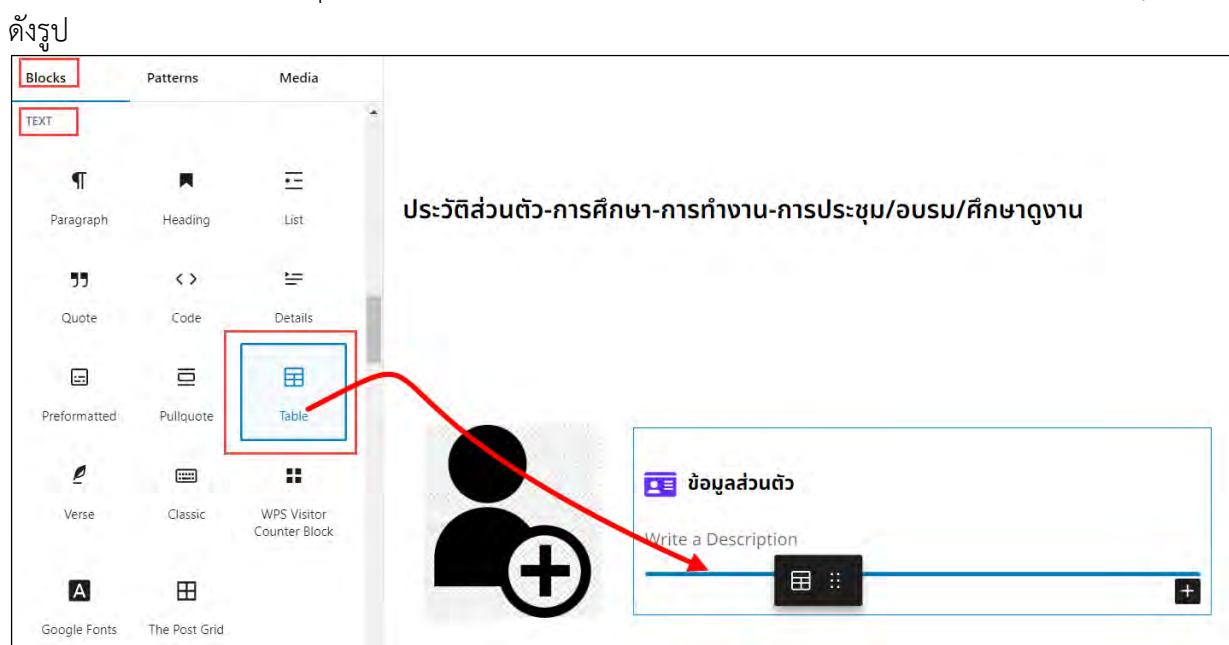 ดังรูป
Blocks Patterns Media
TEXT
Paragraph Heading List
Quote Code Details
Preformatted Pullquote Table
Verse Classic WPS Visitor Counter Block
Google Fonts The Post Grid
ประวัติส่วนตัว-การศึกษา-การทำงาน-การประชุม/อบรม/ศึกษาดูงาน
ข้อมูลส่วนตัว
Write a Description